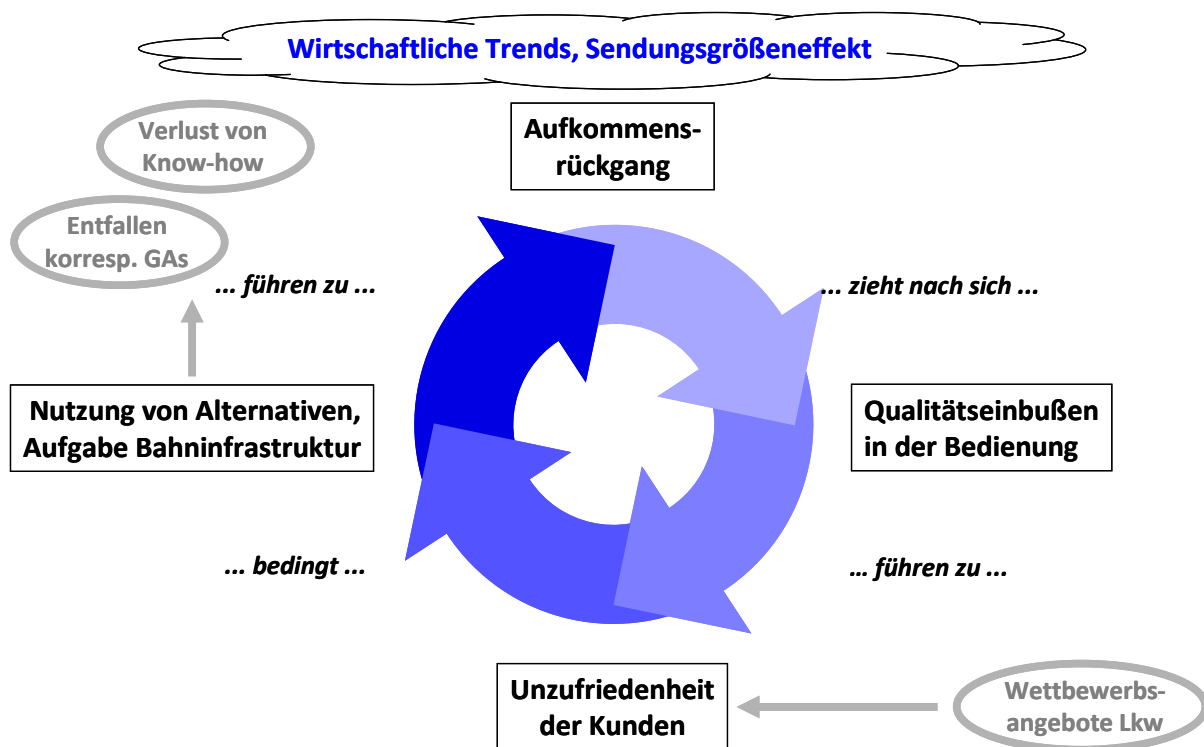 Wirtschaftliche Trends, Sendungsgrößeneffekt
Verlust von
Know-how
Aufkommens-
rückgang
Entfallen
korresp. GAs
... führen zu ...
... zieht nach sich ...
Nutzung von Alternativen,
Aufgabe Bahninfrastruktur
Qualitätseinbußen
in der Bedienung
... bedingt ...
... führen zu ...
Unzufriedenheit
der Kunden
Wettbewerbs-
angebote Lkw